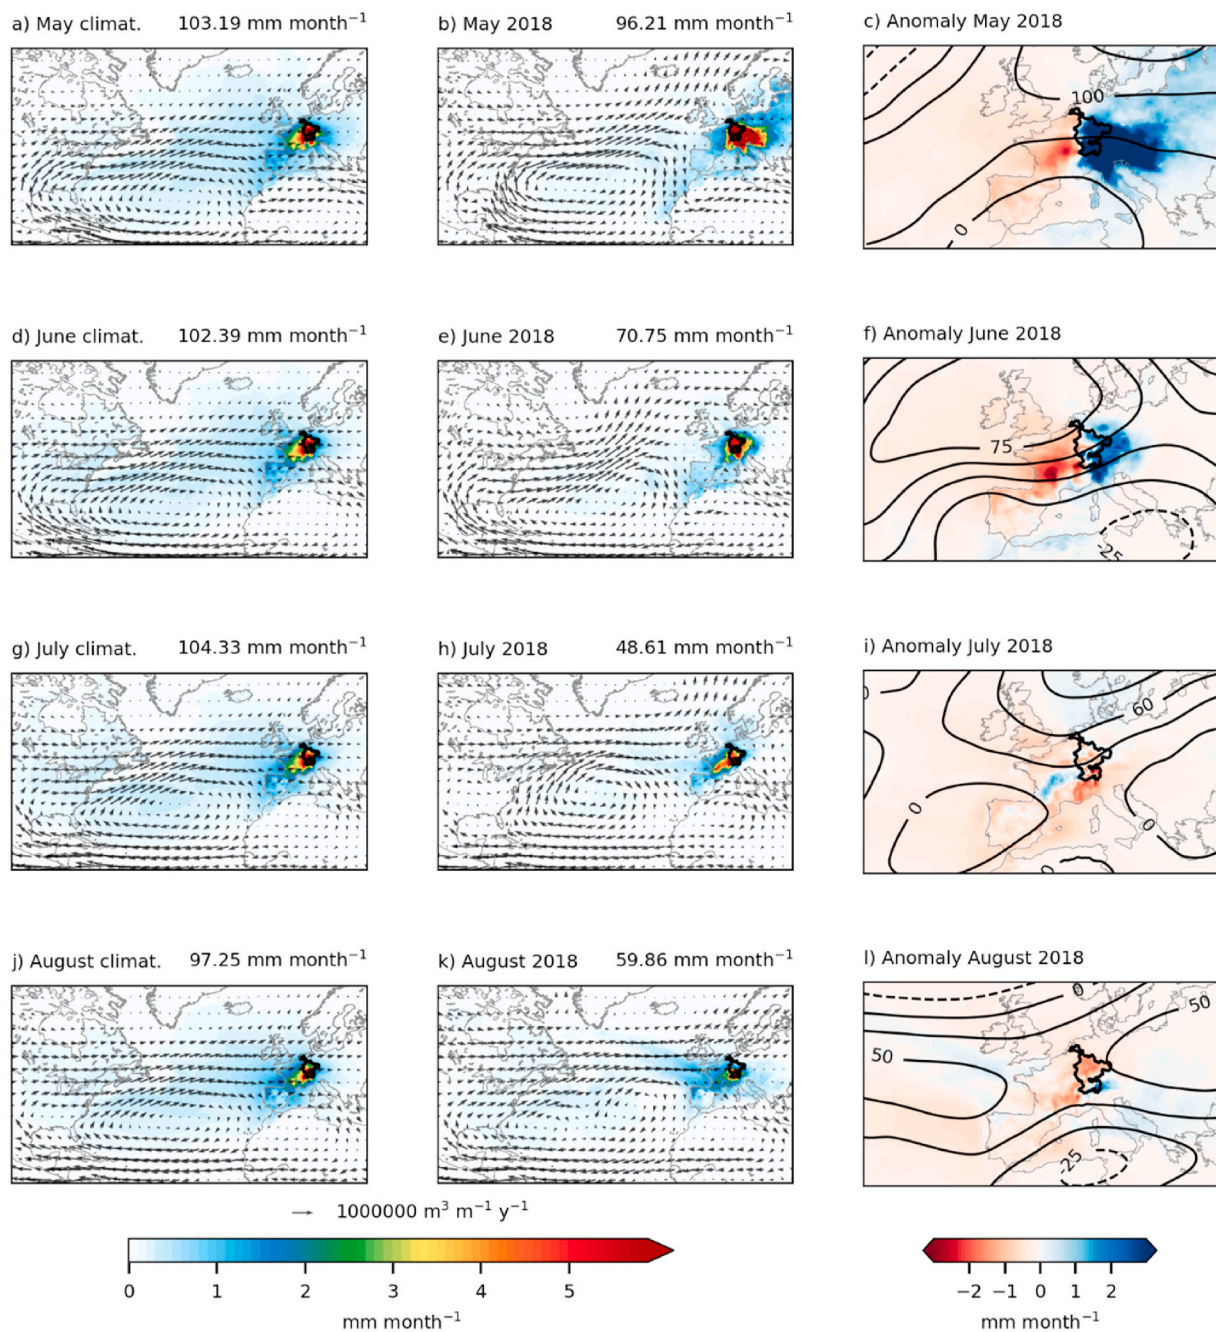 a) May climat. 103.19 mm month⁻¹
b) May 2018 96.21 mm month⁻¹
c) Anomaly May 2018
100
0
d) June climat. 102.39 mm month⁻¹
e) June 2018 70.75 mm month⁻¹
f) Anomaly June 2018
75
-25
g) July climat. 104.33 mm month⁻¹
h) July 2018 48.61 mm month⁻¹
i) Anomaly July 2018
0
60
0
0
0
j) August climat. 97.25 mm month⁻¹
k) August 2018 59.86 mm month⁻¹
l) Anomaly August 2018
0
50
50
-25
1000000 m³ m⁻¹ y⁻¹
0 1 2 3 4 5
mm month⁻¹
−2 −1 0 1 2
mm month⁻¹